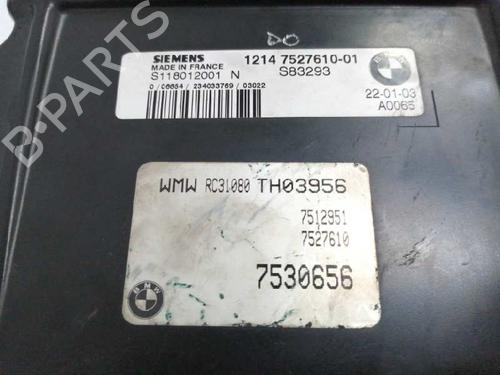 DO
SIEMENS
MADE IN FRANCE
1214 7527610-01
S118012001 N
S83293
22-01-03
0 / 06654 / 234033769 / 03022
A0065
WMW RC31080 TH03956
7512951
7527610
7530656
BMW
B-PARTS